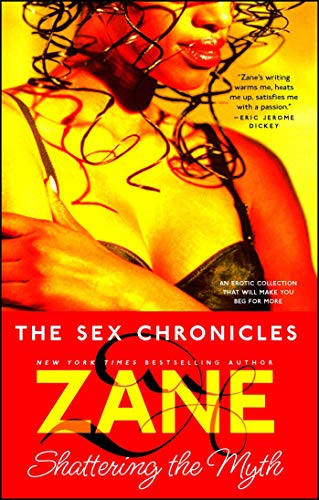 "Zane's writing
warms me, heats
me up, satisfies
me with a
passion."
—ERIC JEROME
DICKEY
AN EROTIC COLLECTION
THAT WILL MAKE YOU
BEG FOR MORE
THE SEX CHRONICLES
NEW YORK TIMES BESTSELLING AUTHOR
ZANE
Shattering the Myth